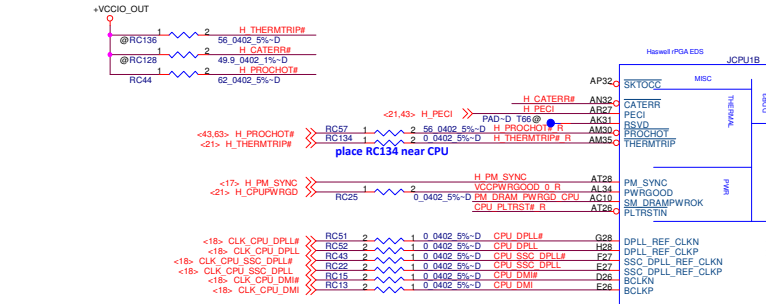 +VCCIO_OUT
1 2 H_THERMTRIP#
@RC136 56_0402_5%~D
1 2 H_CATERR#
@RC128 49.9_0402_1%~D
1 2 H_PROCHOT#
RC44 62_0402_5%~D
Haswell rPGA EDS
JCPU1B
AP32 SKTOCC MISC
H_CATERR# AN32 CATERR
<21,43> H_PECI H_PECI AR27 PECI
PAD~D T66@ AK31 RSVD
<43,63> H_PROCHOT# RC57 1 2 56_0402_5%~D H_PROCHOT#_R AM30 PROCHOT
<21> H_THERMTRIP# RC134 1 2 0_0402_5%~D H_THERMTRIP#_R AM35 THERMTRIP
THERMAL
place RC134 near CPU
<17> H_PM_SYNC H_PM_SYNC AT28 PM_SYNC
<21> H_CPUPWRGD 1 2 VCCPWRGOOD_0_R AL34 PWRGOOD
RC25 0_0402_5%~D PM_DRAM_PWRGD_CPU AC10 SM_DRAMPWROK
CPU_PLTRST#_R AT26 PLTRSTIN
PWR
<18> CLK_CPU_DPLL# RC51 2 1 0_0402_5%~D CPU_DPLL# G28 DPLL_REF_CLKN
<18> CLK_CPU_DPLL RC52 2 1 0_0402_5%~D CPU_DPLL H28 DPLL_REF_CLKP
<18> CLK_CPU_SSC_DPLL# RC43 2 1 0_0402_5%~D CPU_SSC_DPLL# F27 SSC_DPLL_REF_CLKN
<18> CLK_CPU_SSC_DPLL RC22 2 1 0_0402_5%~D CPU_SSC_DPLL E27 SSC_DPLL_REF_CLKP
<18> CLK_CPU_DMI# RC15 2 1 0_0402_5%~D CPU_DMI# D26 BCLKN
<18> CLK_CPU_DMI RC13 2 1 0_0402_5%~D CPU_DMI E26 BCLKP